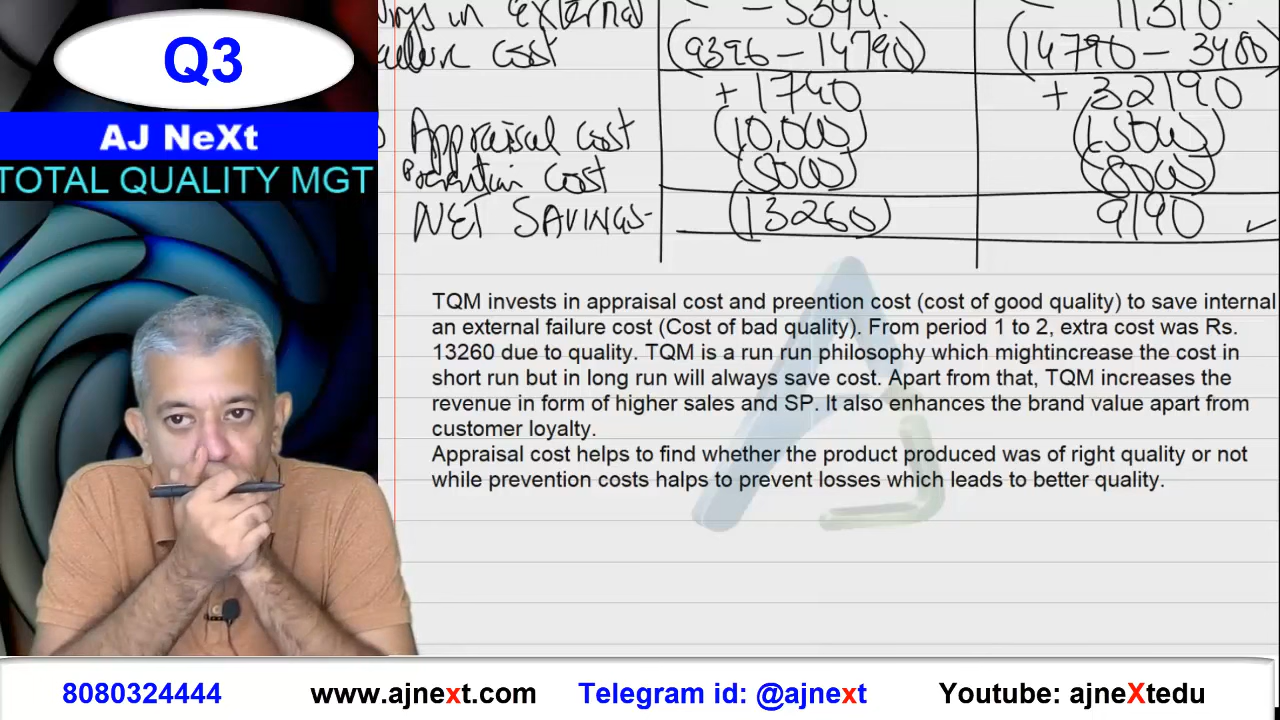 Q3
AJ NeXt
TOTAL QUALITY MGT
in External
- 5394.
11310.
cost
(9396 - 14790)
(14790 - 3480)
+ 1740
+ 32190
Appraisal cost
(10,000)
(15000)
cost
(5000)
(8000)
NET SAVINGS-
(13260)
9190
TQM invests in appraisal cost and preention cost (cost of good quality) to save internal
an external failure cost (Cost of bad quality). From period 1 to 2, extra cost was Rs.
13260 due to quality. TQM is a run run philosophy which mightincrease the cost in
short run but in long run will always save cost. Apart from that, TQM increases the
revenue in form of higher sales and SP. It also enhances the brand value apart from
customer loyalty.
Appraisal cost helps to find whether the product produced was of right quality or not
while prevention costs halps to prevent losses which leads to better quality.
8080324444
www.ajnext.com
Telegram id: @ajnext
Youtube: ajneXtedu